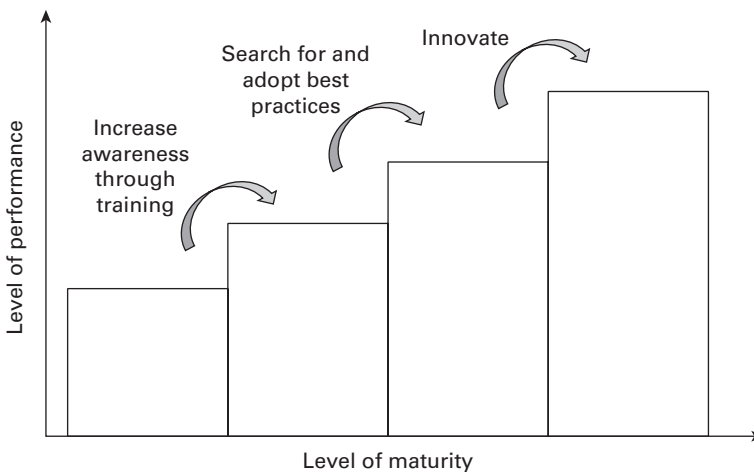 Innovate
Search for and
adopt best
practices
Increase
awareness
through
training
Level of performance
Level of maturity